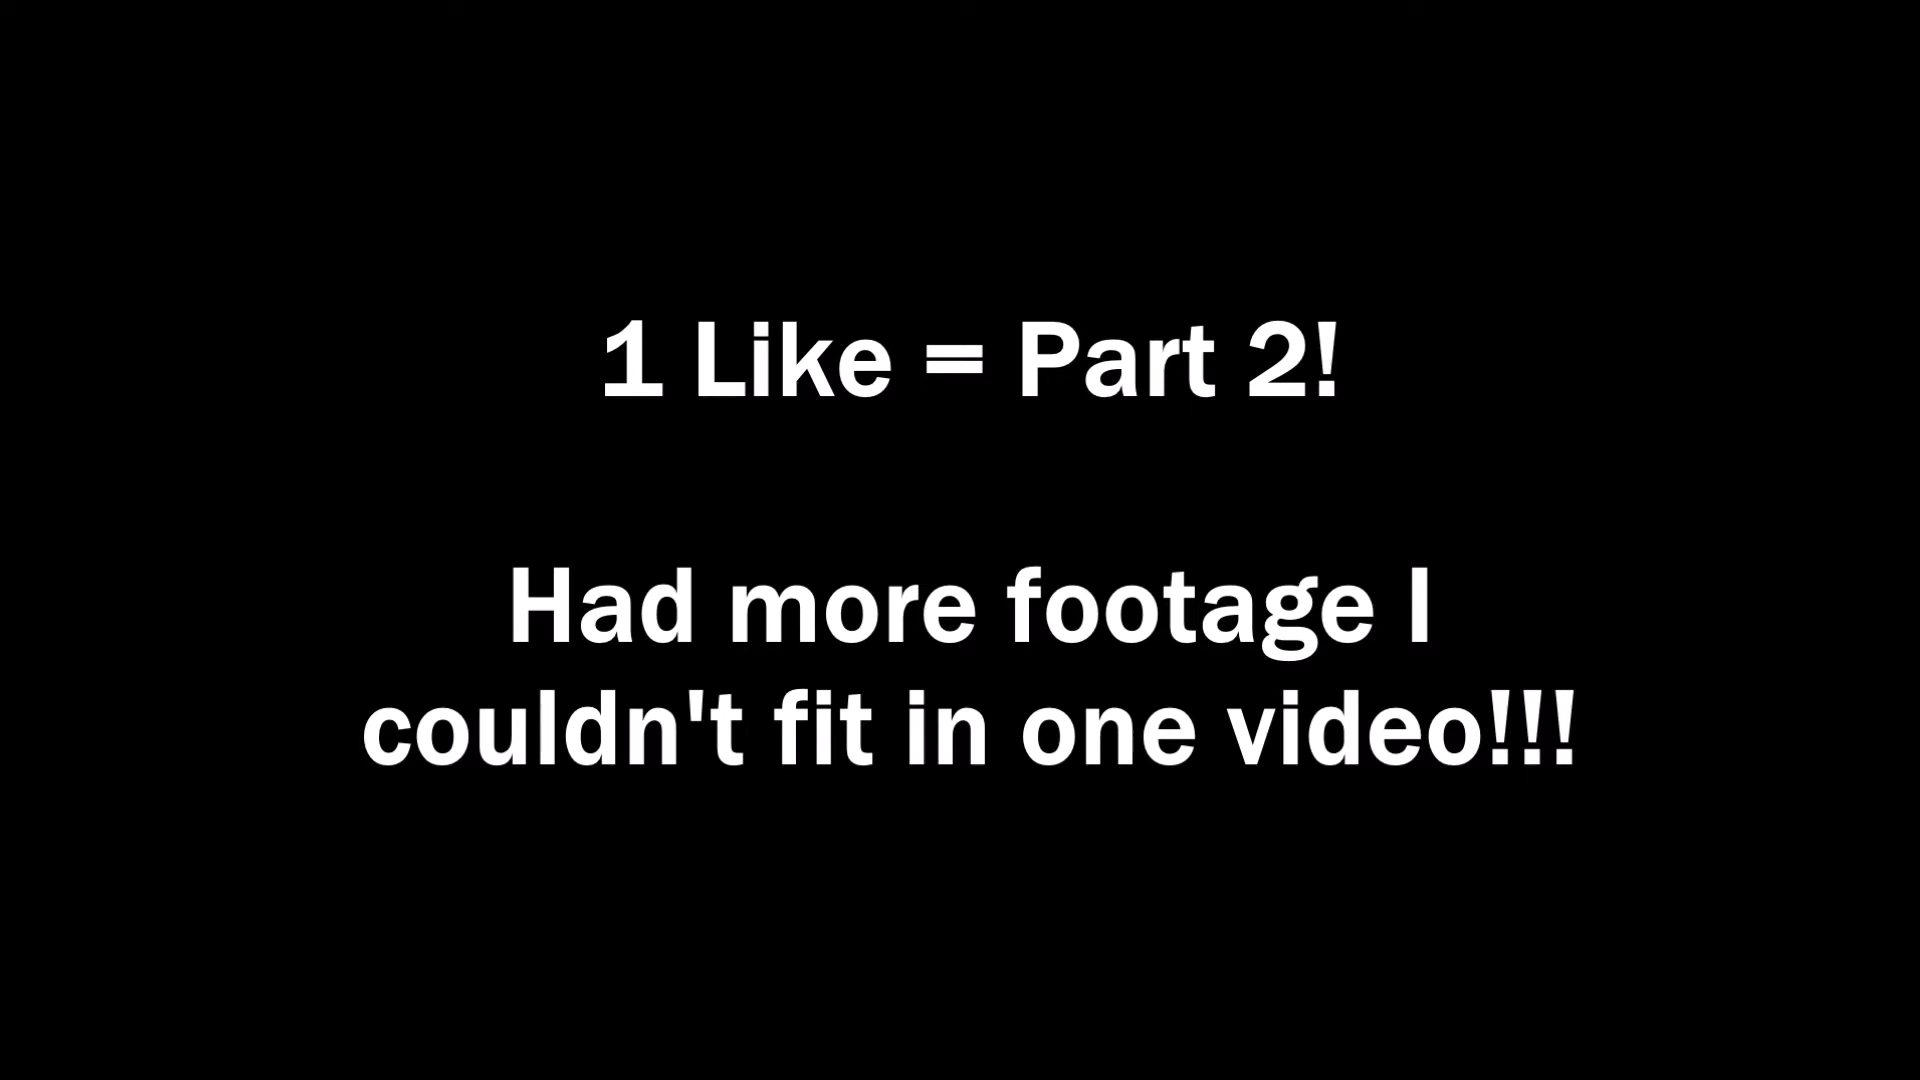 1 Like = Part 2!
Had more footage I
couldn't fit in one video!!!